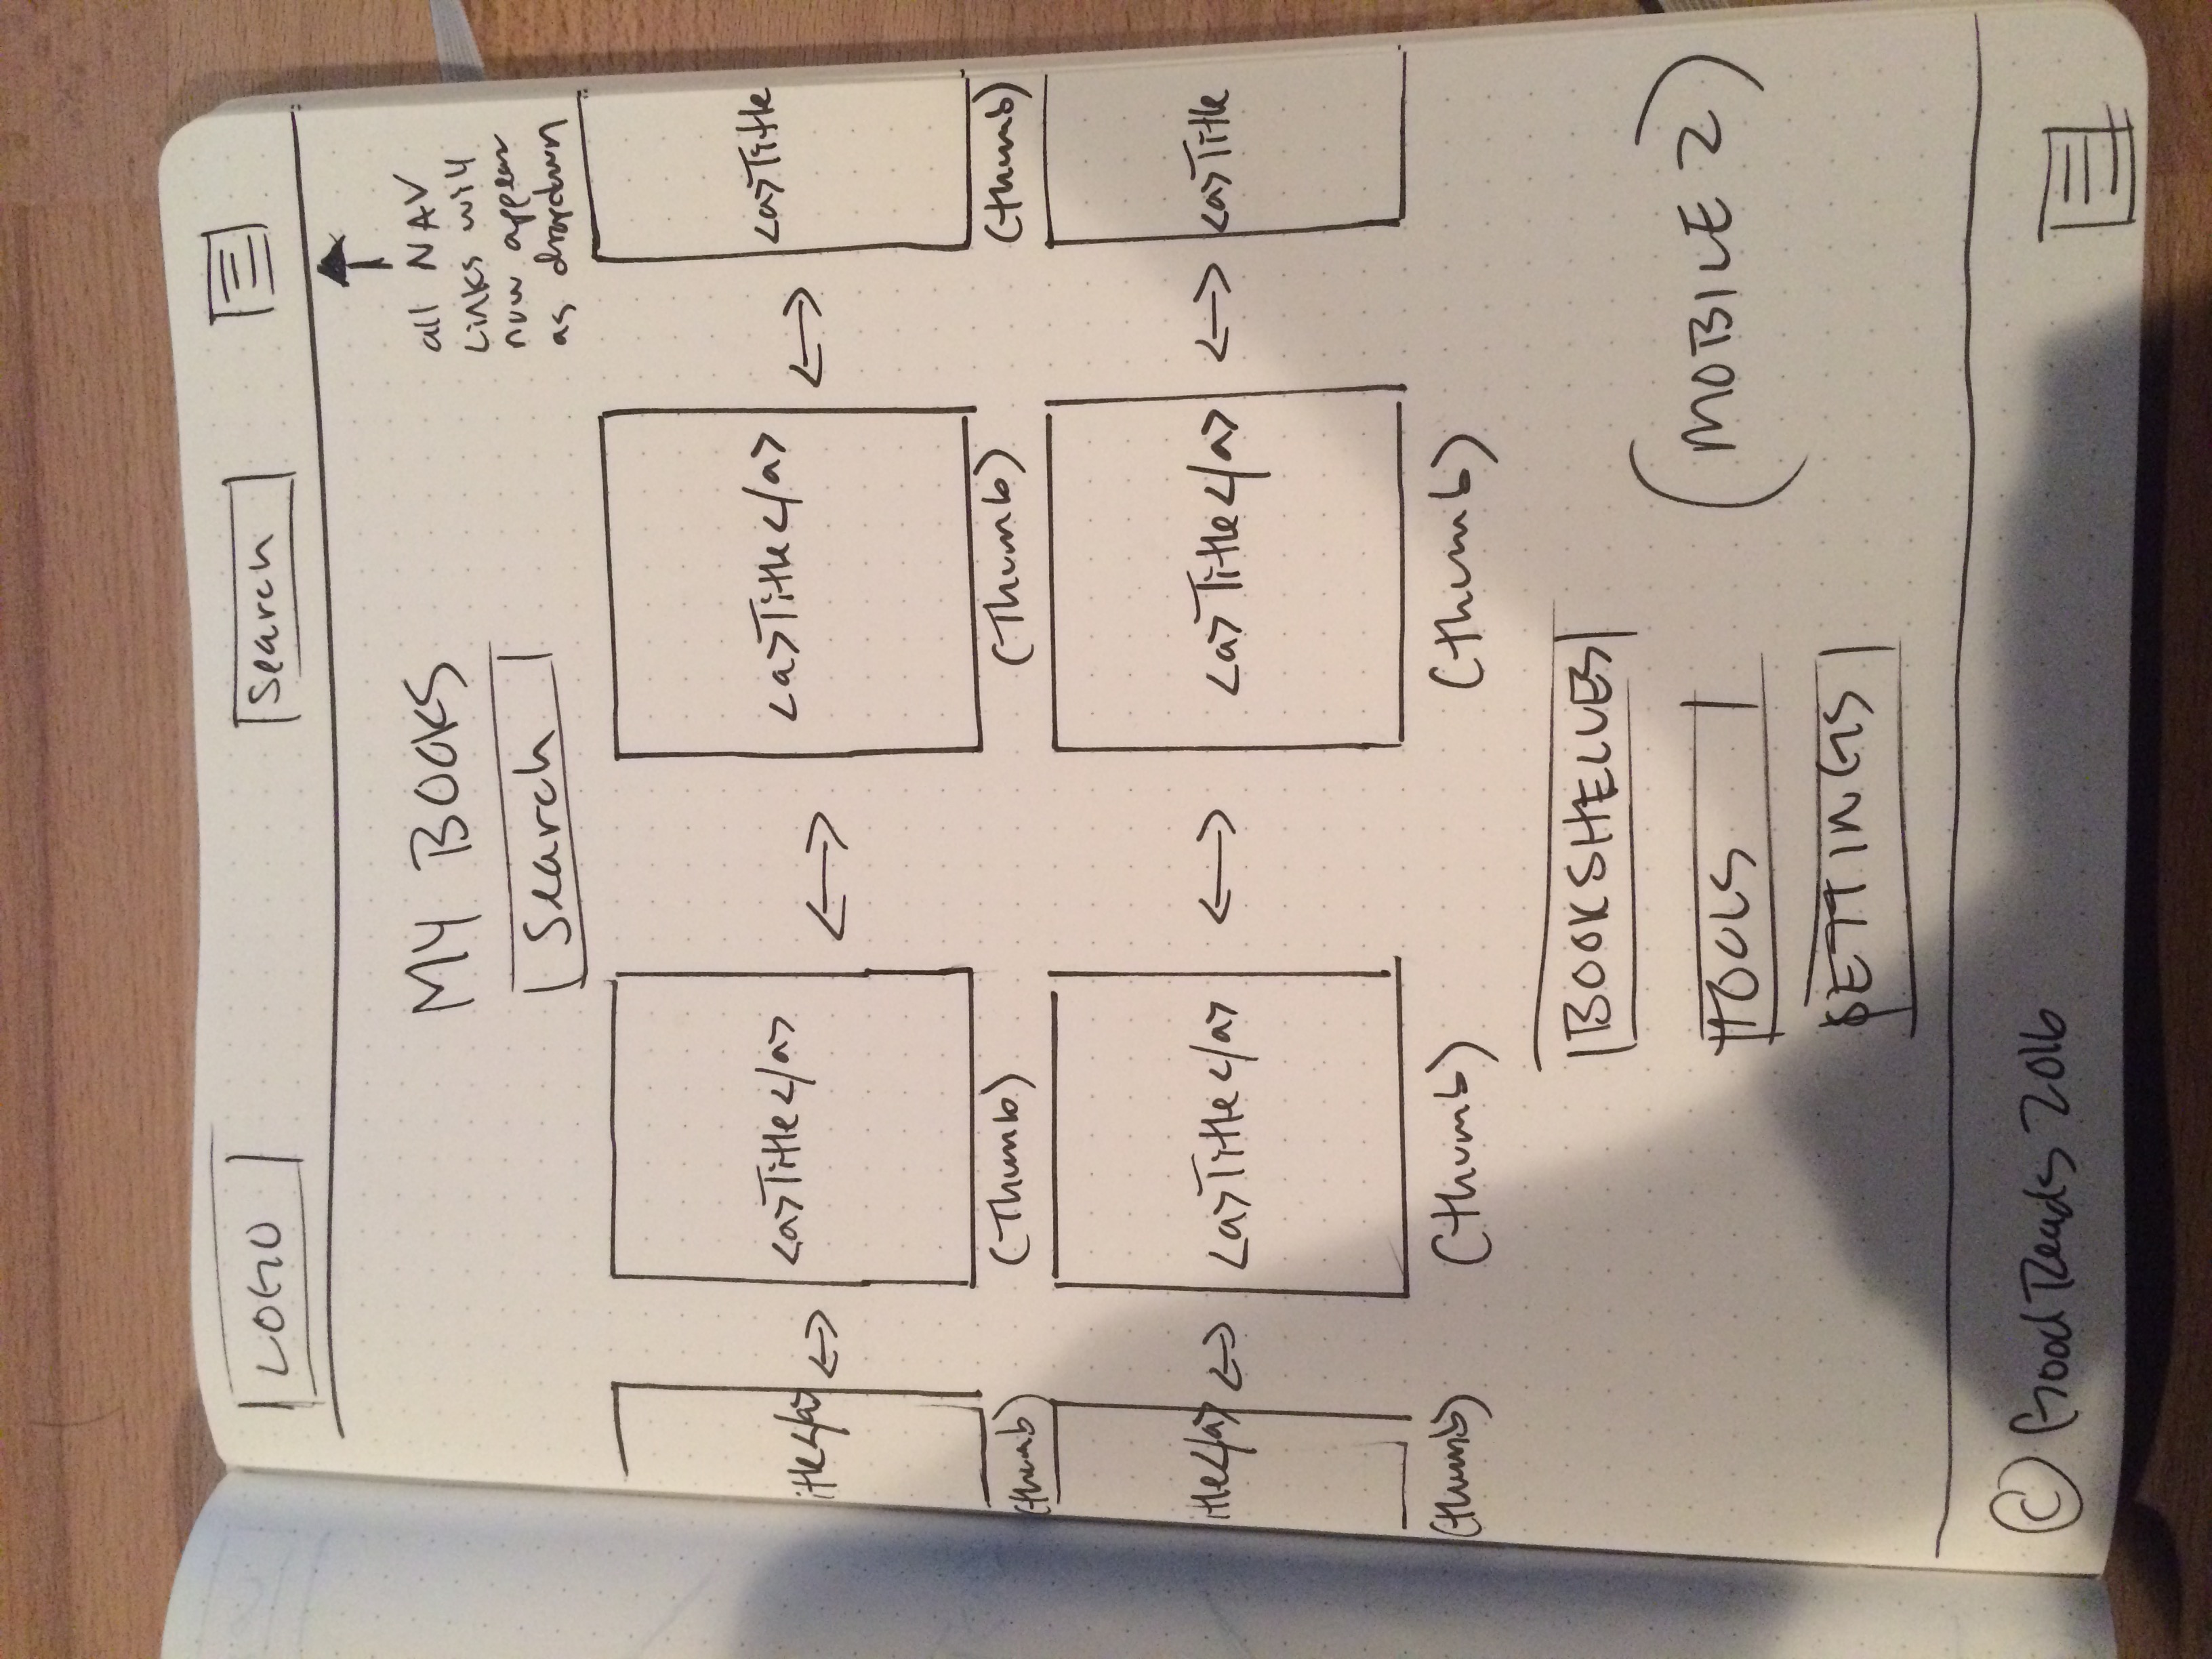 LOGO
Search
all NAV
Links will
now appear
as dropdown
MY BOOKS
Search
itle</a>
<a>Title</a>
<a>Title</a>
<a>Title
(thumb)
(Thumb)
(Thumb)
(thumb)
itle</a>
<a>Title</a>
<a>Title</a>
<a>Title
(thumb)
(thumb)
(thumb)
BOOKSHELVES
TOOLS
SETTINGS
(MOBILE 2)
© GoodReads 2016